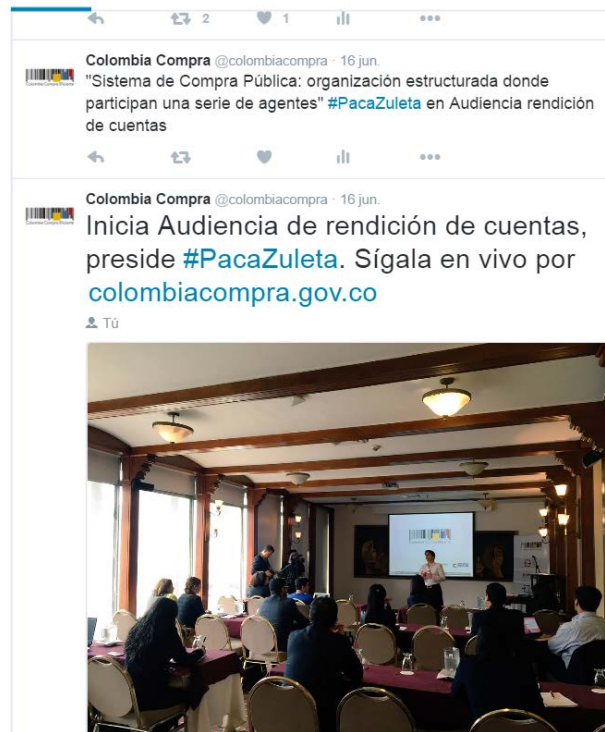 2 1
Colombia Compra @colombiacompra · 16 jun.
"Sistema de Compra Pública: organización estructurada donde
participan una serie de agentes" #PacaZuleta en Audiencia rendición
de cuentas
Colombia Compra @colombiacompra · 16 jun.
Inicia Audiencia de rendición de cuentas,
preside #PacaZuleta. Sígala en vivo por
colombiacompra.gov.co
Tú